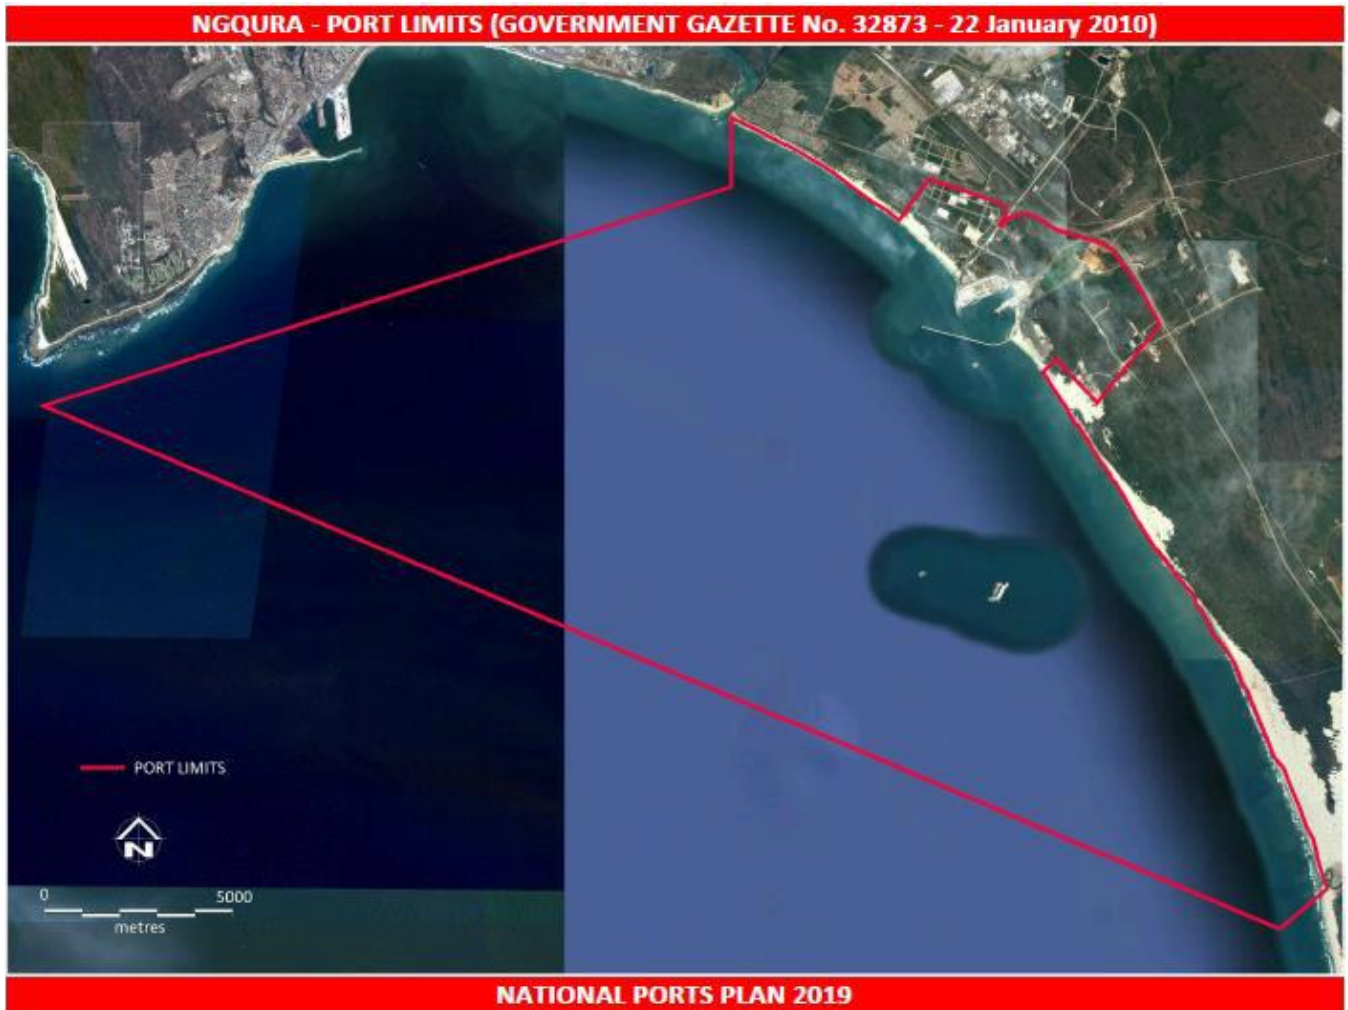 NGQURA - PORT LIMITS (GOVERNMENT GAZETTE No. 32873 - 22 January 2010)
PORT LIMITS
N
0 5000
metres
NATIONAL PORTS PLAN 2019